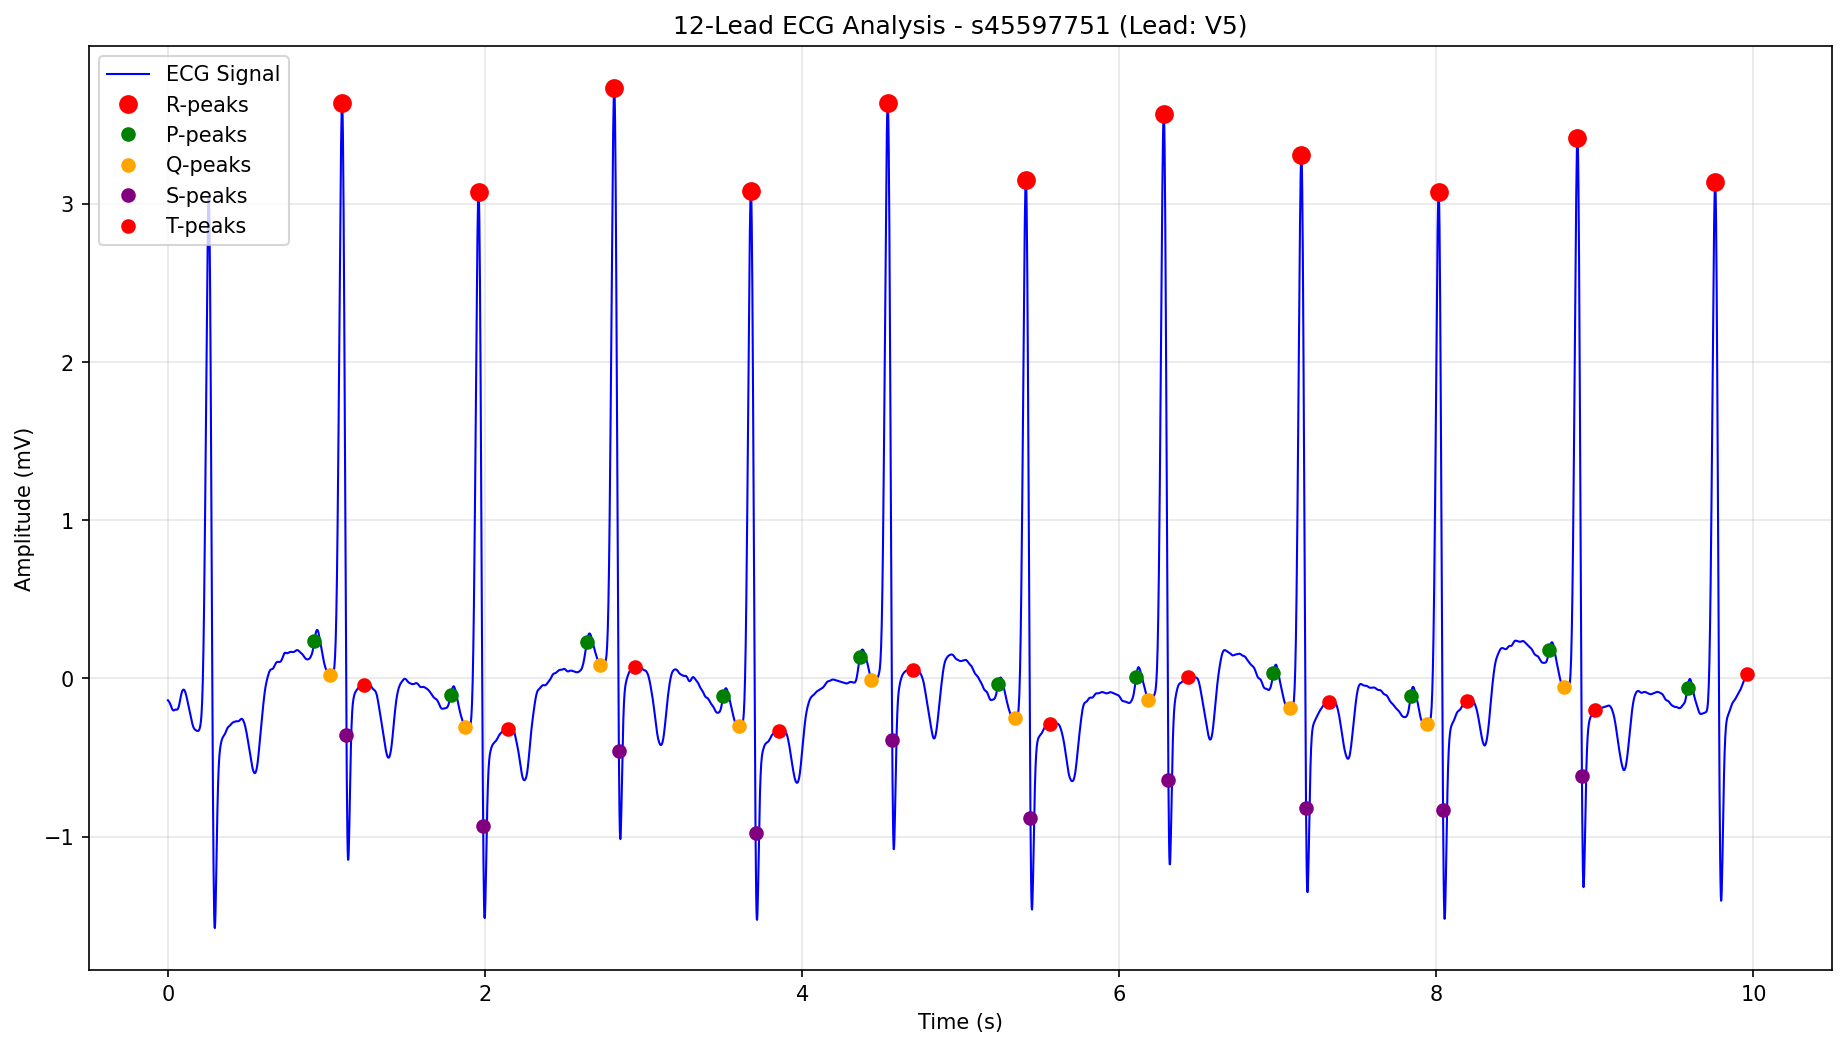 12-Lead ECG Analysis - s45597751 (Lead: V5)
ECG Signal
R-peaks
P-peaks
Q-peaks
S-peaks
T-peaks
Amplitude (mV)
3
2
1
0
−1
0
2
4
6
8
10
Time (s)